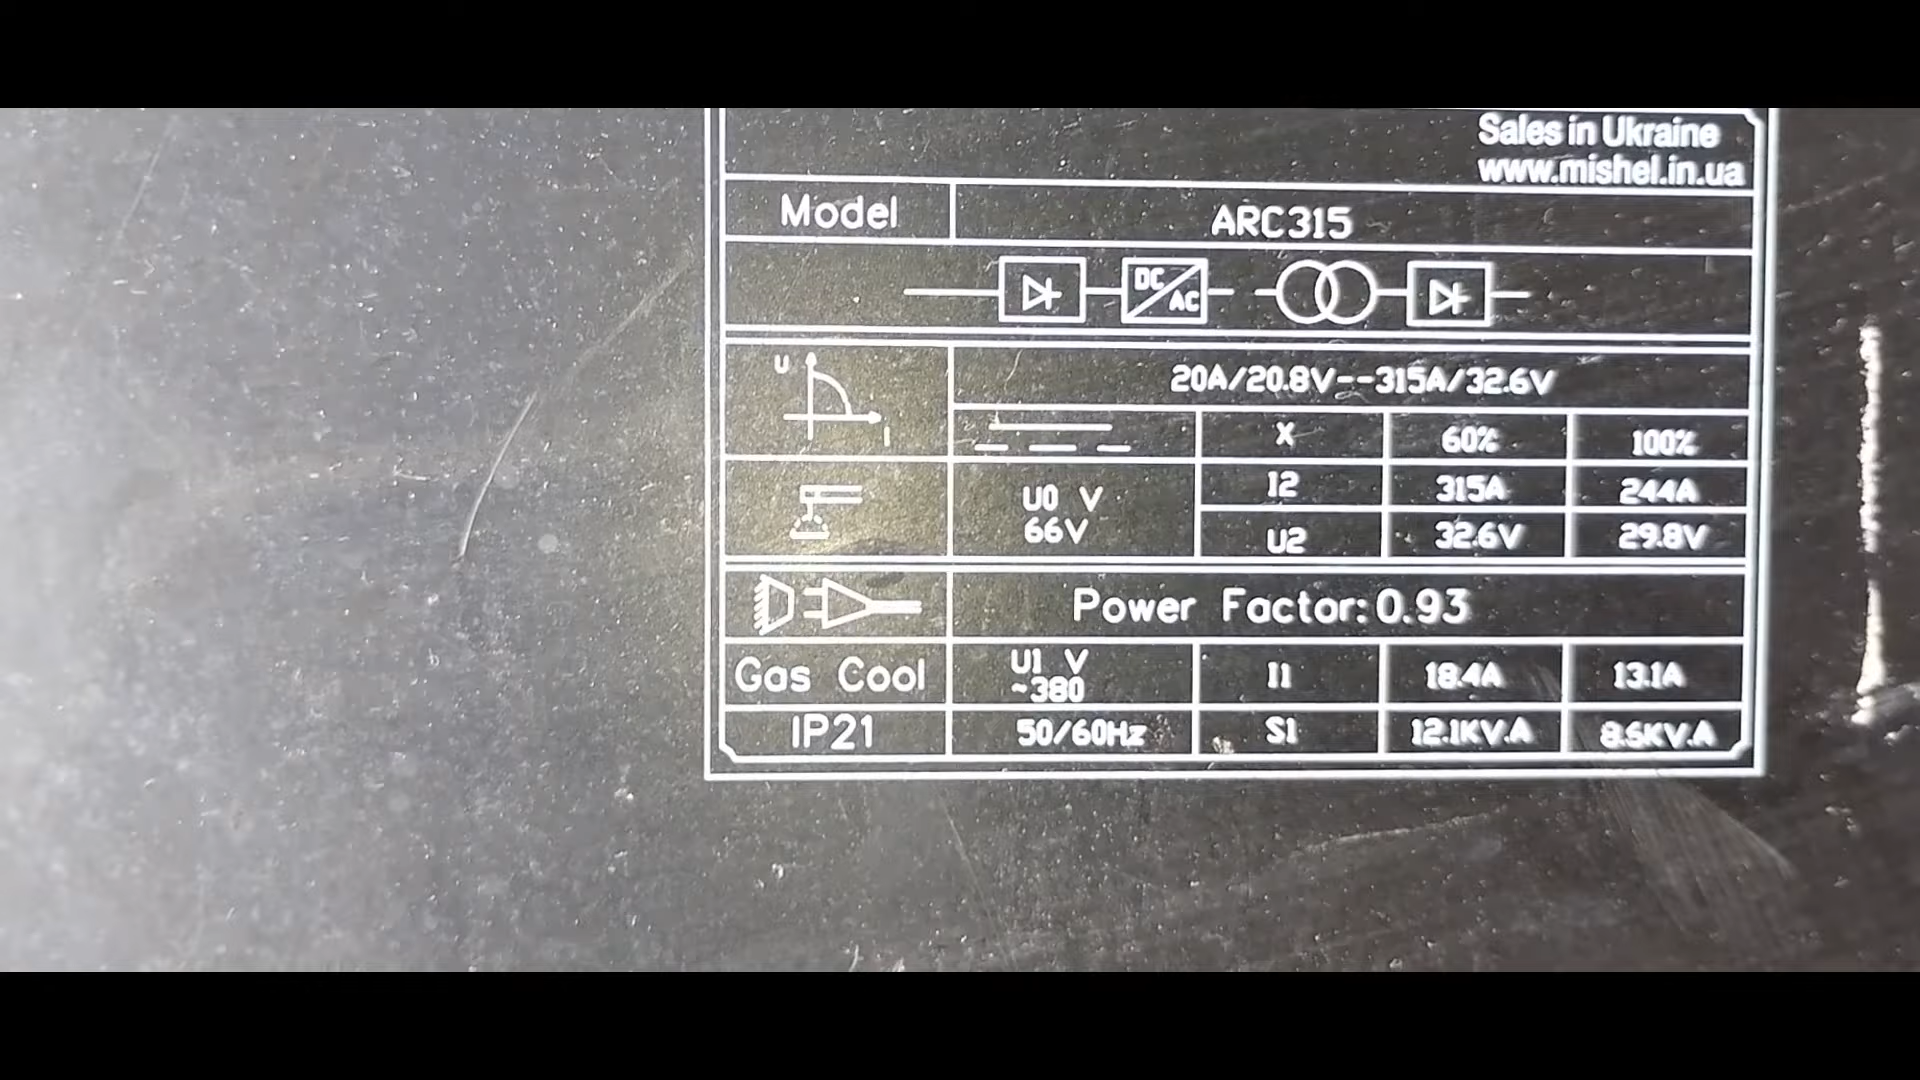 Sales in Ukraine
www.mishel.in.ua
Model ARC315
DC
AC
U
I
20A/20.8V--315A/32.6V
X 60% 100%
U0 V
66V
I2 315A 244A
U2 32.6V 29.8V
Power Factor:0.93
Gas Cool
U1 V
~380
I1 18.4A 13.1A
IP21 50/60Hz S1 12.1KV.A 8.6KV.A